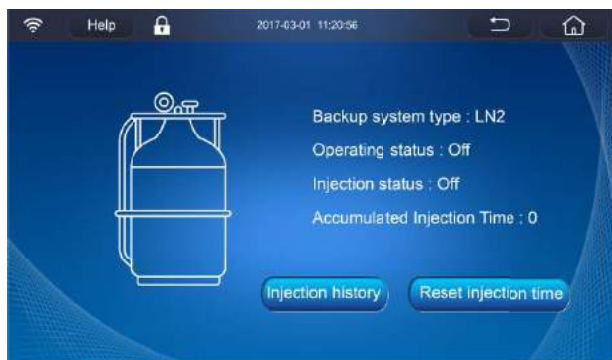 Help 2017-03-01 11:20:56
Backup system type : LN2
Operating status : Off
Injection status : Off
Accumulated Injection Time : 0
Injection history Reset injection time